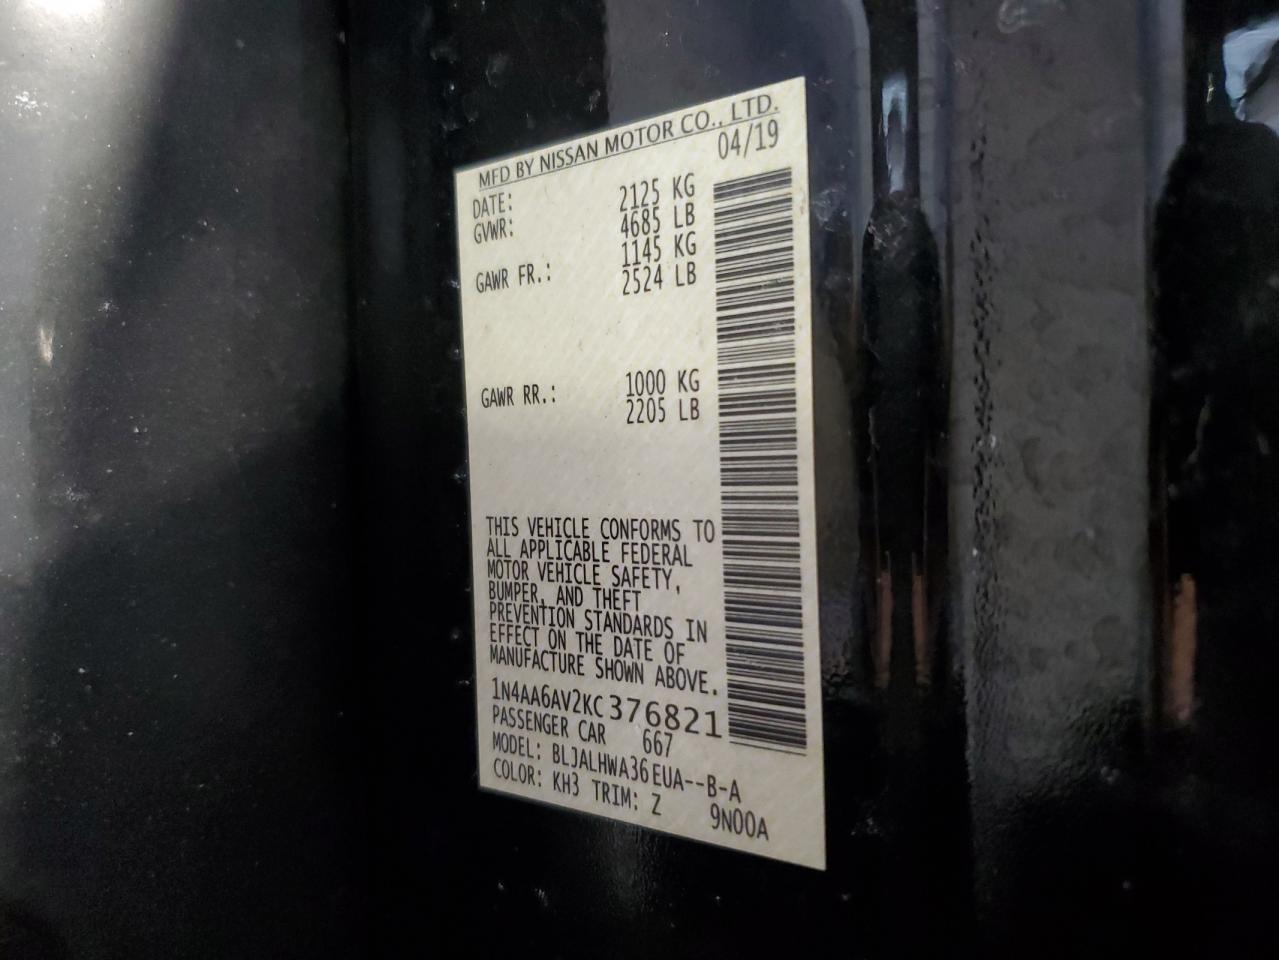 MFD BY NISSAN MOTOR CO., LTD.
DATE: 04/19
GVWR: 2125 KG
4685 LB
GAWR FR.: 1145 KG
2524 LB
GAWR RR.: 1000 KG
2205 LB
THIS VEHICLE CONFORMS TO
ALL APPLICABLE FEDERAL
MOTOR VEHICLE SAFETY,
BUMPER, AND THEFT
PREVENTION STANDARDS IN
EFFECT ON THE DATE OF
MANUFACTURE SHOWN ABOVE.
1N4AA6AV2KC376821
PASSENGER CAR 667
MODEL: BLJALHWA36EUA--B-A
COLOR: KH3 TRIM: Z 9N00A